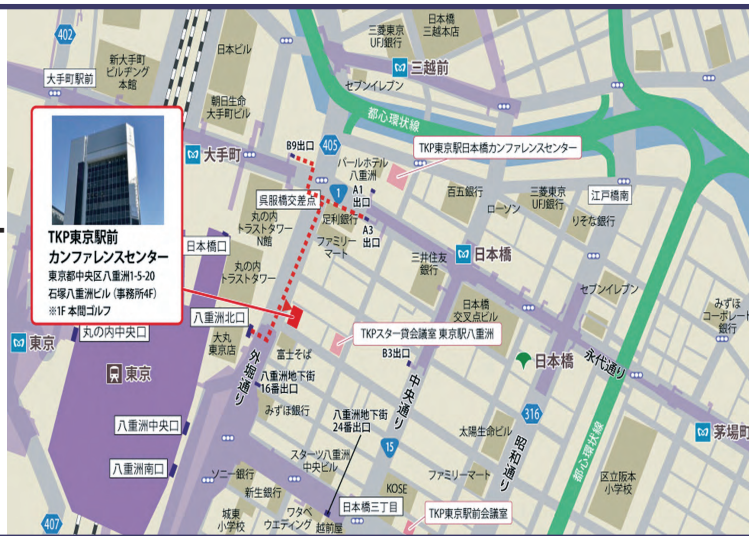 402
大手町駅前
新大手町
ビルヂング
本館
日本ビル
朝日生命
大手町ビル
三菱東京
UFJ銀行
日本橋
三越本店
三越前
セブンイレブン
都心環状線
大手町
B9出口
405
パールホテル
八重洲
TKP東京駅日本橋カンファレンスセンター
呉服橋交差点
1
A1
出口
足利銀行
A3
出口
ファミリー
マート
百五銀行
ローソン
三菱東京
UFJ銀行
江戸橋南
りそな銀行
丸の内
トラストタワー
N館
日本橋口
丸の内
トラストタワー
三井住友
銀行
日本橋
日本橋
交叉点ビル
セブンイレブン
みずほ
コーポレート
銀行
TKP東京駅前
カンファレンスセンター
東京都中央区八重洲1-5-20
石塚八重洲ビル (事務所4F)
※1F 本間ゴルフ
八重洲北口
丸の内中央口
東京
東京
大丸
東京店
外堀通り
富士そば
TKPスター貸会議室 東京駅八重洲
B3出口
中央通り
日本橋
永代通り
八重洲地下街
16番出口
みずほ銀行
八重洲地下街
24番出口
316
昭和通り
太陽生命ビル
都心環状線
茅場町
八重洲中央口
八重洲南口
15
スターツ八重洲
中央ビル
ソニー銀行
新生銀行
ファミリーマート
KOSE
区立阪本
小学校
城東
小学校
ワタベ
ウエディング
越前屋
日本橋三丁目
TKP東京駅前会議室
407